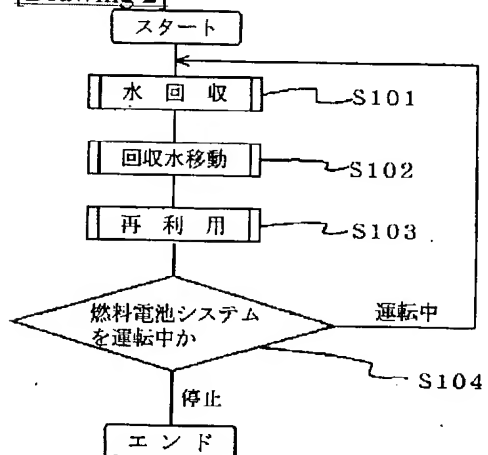 [Drawing 2]
スタート
水回収
S101
回収水移動
S102
再利用
S103
燃料電池システム
を運転中か
運転中
S104
停止
エンド